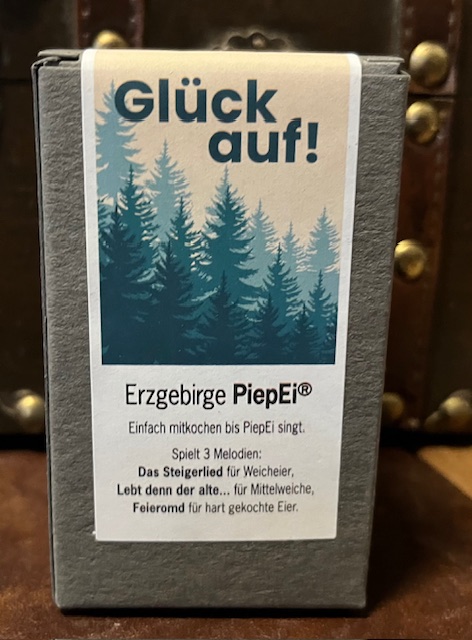 Glück
auf!
Erzgebirge PiepEi®
Einfach mitkochen bis PiepEi singt.
Spielt 3 Melodien:
Das Steigerlied für Weicheier,
Lebt denn der alte... für Mittelweiche,
Feieromd für hart gekochte Eier.